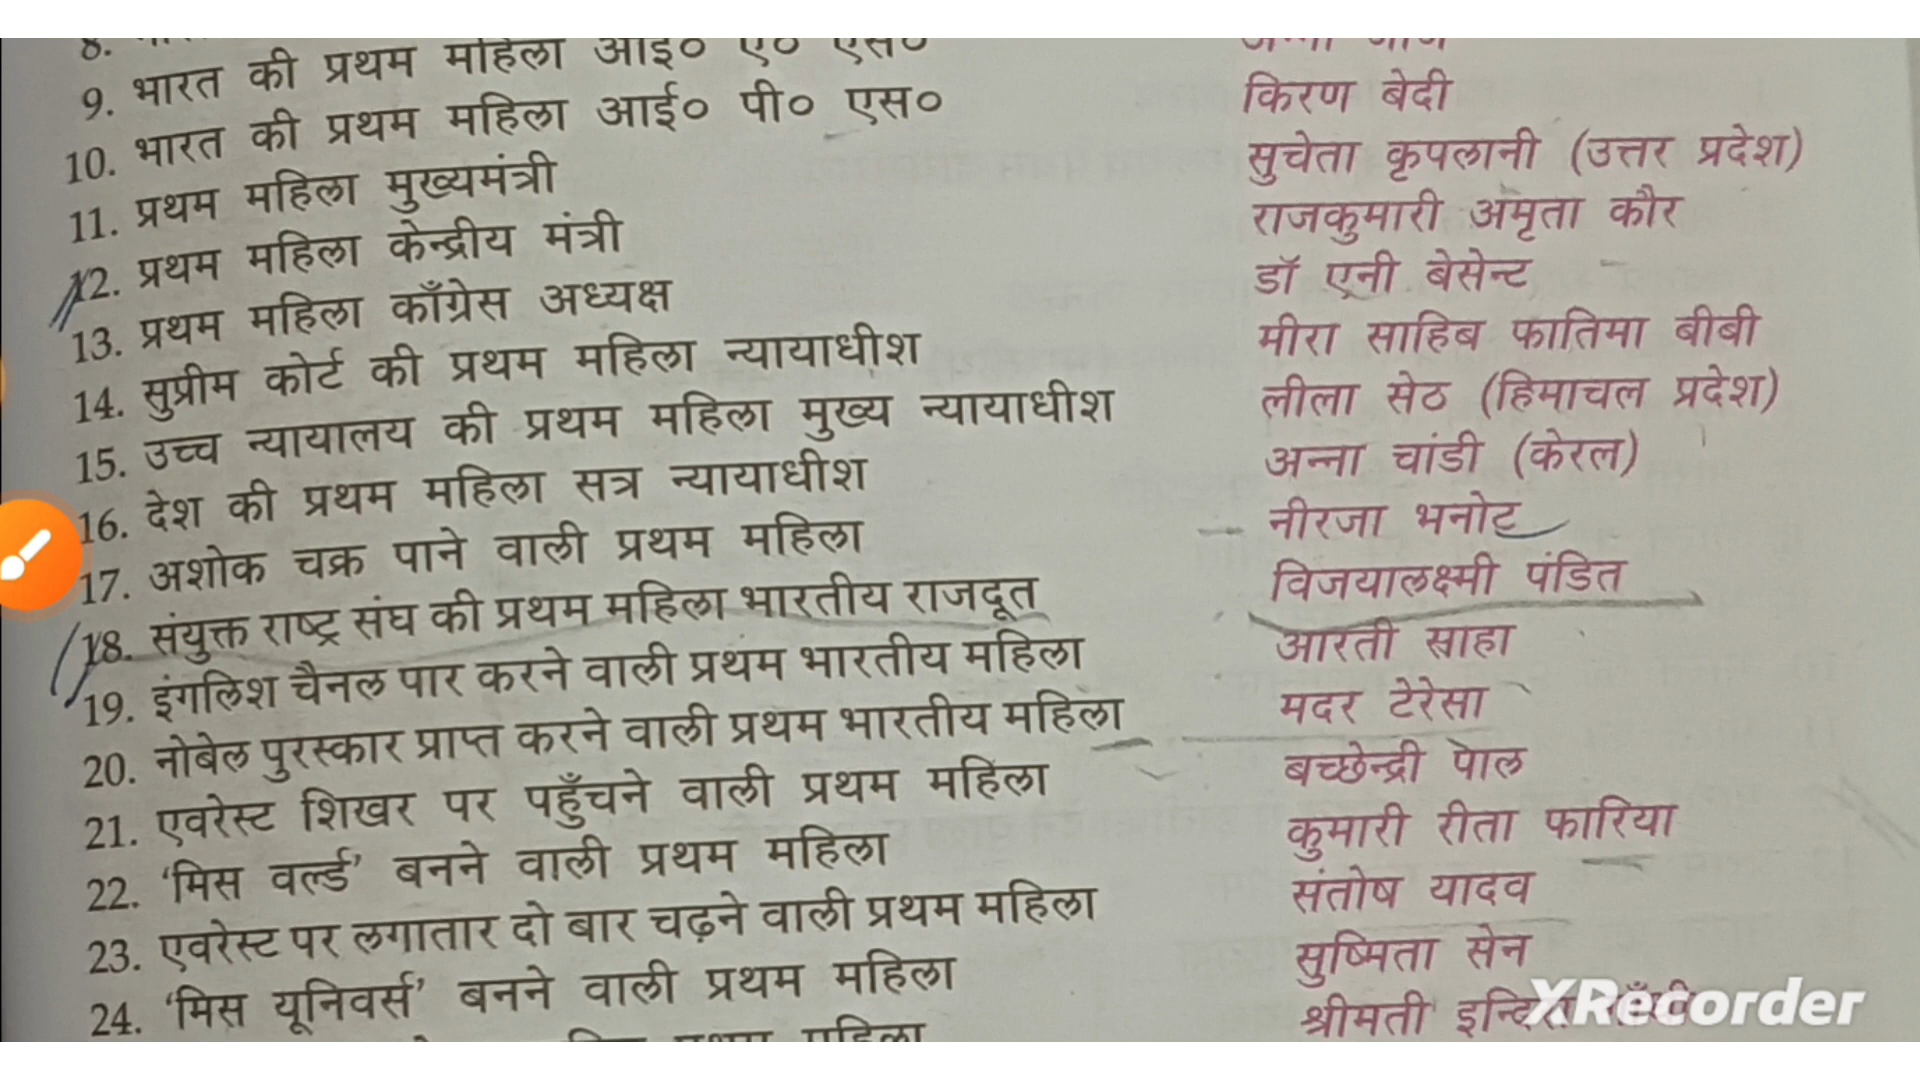 8.
9. भारत की प्रथम महिला आई० ए० एस०
10. भारत की प्रथम महिला आई० पी० एस० किरण बेदी
11. प्रथम महिला मुख्यमंत्री सुचेता कृपलानी (उत्तर प्रदेश)
12. प्रथम महिला केन्द्रीय मंत्री राजकुमारी अमृता कौर
13. प्रथम महिला काँग्रेस अध्यक्ष डॉ एनी बेसेन्ट
14. सुप्रीम कोर्ट की प्रथम महिला न्यायाधीश मीरा साहिब फातिमा बीबी
15. उच्च न्यायालय की प्रथम महिला मुख्य न्यायाधीश लीला सेठ (हिमाचल प्रदेश)
16. देश की प्रथम महिला सत्र न्यायाधीश अन्ना चांडी (केरल)
17. अशोक चक्र पाने वाली प्रथम महिला नीरजा भनोट
18. संयुक्त राष्ट्र संघ की प्रथम महिला भारतीय राजदूत विजयालक्ष्मी पंडित
19. इंगलिश चैनल पार करने वाली प्रथम भारतीय महिला आरती साहा
20. नोबेल पुरस्कार प्राप्त करने वाली प्रथम भारतीय महिला मदर टेरेसा
21. एवरेस्ट शिखर पर पहुँचने वाली प्रथम महिला बच्छेन्द्री पाल
22. ‘मिस वर्ल्ड’ बनने वाली प्रथम महिला कुमारी रीता फारिया
23. एवरेस्ट पर लगातार दो बार चढ़ने वाली प्रथम महिला संतोष यादव
24. ‘मिस यूनिवर्स’ बनने वाली प्रथम महिला सुष्मिता सेन
प्रथम महिला श्रीमती इन्दिरा
XRecorder